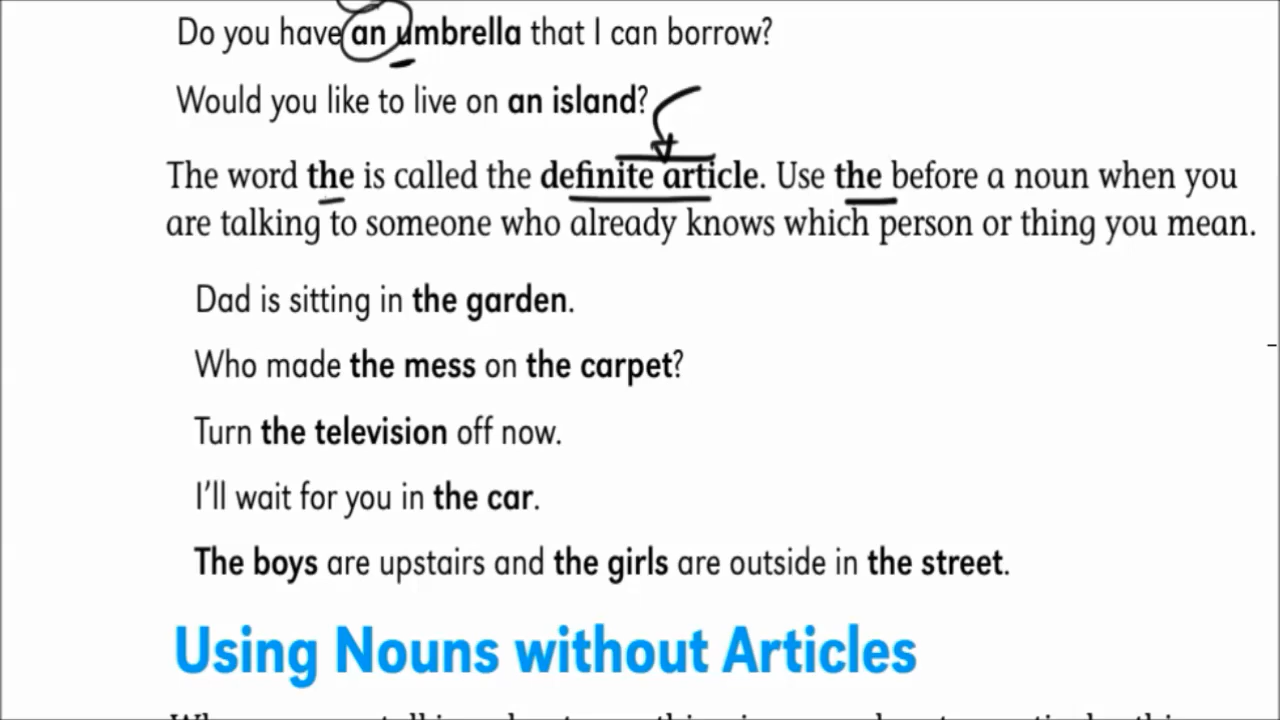 Do you have an umbrella that I can borrow?
Would you like to live on an island?
The word the is called the definite article. Use the before a noun when you
are talking to someone who already knows which person or thing you mean.
Dad is sitting in the garden.
Who made the mess on the carpet?
Turn the television off now.
I'll wait for you in the car.
The boys are upstairs and the girls are outside in the street.
Using Nouns without Articles